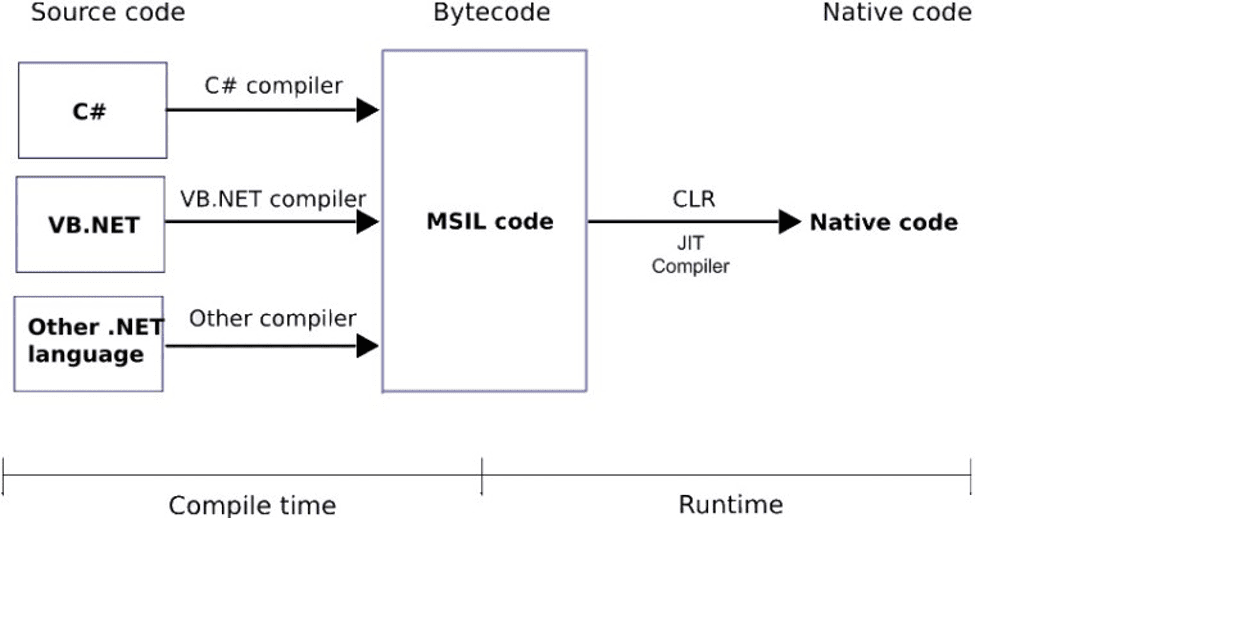 Source code
Bytecode
Native code
C#
C# compiler
VB.NET
VB.NET compiler
Other .NET
language
Other compiler
MSIL code
CLR
JIT
Compiler
Native code
Compile time
Runtime